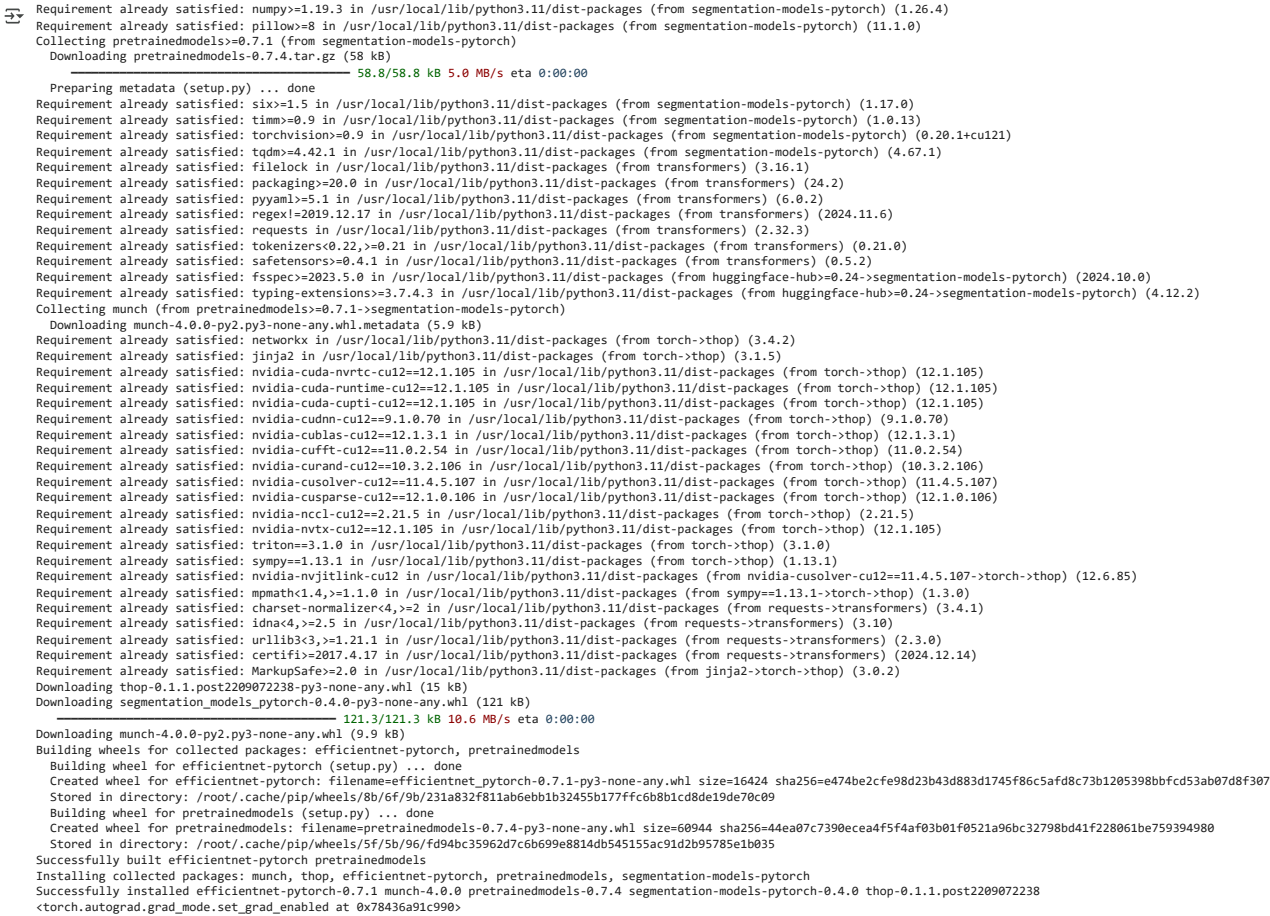 Requirement already satisfied: numpy>=1.19.3 in /usr/local/lib/python3.11/dist-packages (from segmentation-models-pytorch) (1.26.4)
Requirement already satisfied: pillow>=8 in /usr/local/lib/python3.11/dist-packages (from segmentation-models-pytorch) (11.1.0)
Collecting pretrainedmodels>=0.7.1 (from segmentation-models-pytorch)
  Downloading pretrainedmodels-0.7.4.tar.gz (58 kB)
     ━━━━━━━━━━━━━━━━━━━━━━━━━━━━━━━━━━━━━━━━ 58.8/58.8 kB 5.0 MB/s eta 0:00:00
  Preparing metadata (setup.py) ... done
Requirement already satisfied: six>=1.5 in /usr/local/lib/python3.11/dist-packages (from segmentation-models-pytorch) (1.17.0)
Requirement already satisfied: timm>=0.9 in /usr/local/lib/python3.11/dist-packages (from segmentation-models-pytorch) (1.0.13)
Requirement already satisfied: torchvision>=0.9 in /usr/local/lib/python3.11/dist-packages (from segmentation-models-pytorch) (0.20.1+cu121)
Requirement already satisfied: tqdm>=4.42.1 in /usr/local/lib/python3.11/dist-packages (from segmentation-models-pytorch) (4.67.1)
Requirement already satisfied: filelock in /usr/local/lib/python3.11/dist-packages (from transformers) (3.16.1)
Requirement already satisfied: packaging>=20.0 in /usr/local/lib/python3.11/dist-packages (from transformers) (24.2)
Requirement already satisfied: pyyaml>=5.1 in /usr/local/lib/python3.11/dist-packages (from transformers) (6.0.2)
Requirement already satisfied: regex!=2019.12.17 in /usr/local/lib/python3.11/dist-packages (from transformers) (2024.11.6)
Requirement already satisfied: requests in /usr/local/lib/python3.11/dist-packages (from transformers) (2.32.3)
Requirement already satisfied: tokenizers<0.22,>=0.21 in /usr/local/lib/python3.11/dist-packages (from transformers) (0.21.0)
Requirement already satisfied: safetensors>=0.4.1 in /usr/local/lib/python3.11/dist-packages (from transformers) (0.5.2)
Requirement already satisfied: fsspec>=2023.5.0 in /usr/local/lib/python3.11/dist-packages (from huggingface-hub>=0.24->segmentation-models-pytorch) (2024.10.0)
Requirement already satisfied: typing-extensions>=3.7.4.3 in /usr/local/lib/python3.11/dist-packages (from huggingface-hub>=0.24->segmentation-models-pytorch) (4.12.2)
Collecting munch (from pretrainedmodels>=0.7.1->segmentation-models-pytorch)
  Downloading munch-4.0.0-py2.py3-none-any.whl.metadata (5.9 kB)
Requirement already satisfied: networkx in /usr/local/lib/python3.11/dist-packages (from torch->thop) (3.4.2)
Requirement already satisfied: jinja2 in /usr/local/lib/python3.11/dist-packages (from torch->thop) (3.1.5)
Requirement already satisfied: nvidia-cuda-nvrtc-cu12==12.1.105 in /usr/local/lib/python3.11/dist-packages (from torch->thop) (12.1.105)
Requirement already satisfied: nvidia-cuda-runtime-cu12==12.1.105 in /usr/local/lib/python3.11/dist-packages (from torch->thop) (12.1.105)
Requirement already satisfied: nvidia-cuda-cupti-cu12==12.1.105 in /usr/local/lib/python3.11/dist-packages (from torch->thop) (12.1.105)
Requirement already satisfied: nvidia-cudnn-cu12==9.1.0.70 in /usr/local/lib/python3.11/dist-packages (from torch->thop) (9.1.0.70)
Requirement already satisfied: nvidia-cublas-cu12==12.1.3.1 in /usr/local/lib/python3.11/dist-packages (from torch->thop) (12.1.3.1)
Requirement already satisfied: nvidia-cufft-cu12==11.0.2.54 in /usr/local/lib/python3.11/dist-packages (from torch->thop) (11.0.2.54)
Requirement already satisfied: nvidia-curand-cu12==10.3.2.106 in /usr/local/lib/python3.11/dist-packages (from torch->thop) (10.3.2.106)
Requirement already satisfied: nvidia-cusolver-cu12==11.4.5.107 in /usr/local/lib/python3.11/dist-packages (from torch->thop) (11.4.5.107)
Requirement already satisfied: nvidia-cusparse-cu12==12.1.0.106 in /usr/local/lib/python3.11/dist-packages (from torch->thop) (12.1.0.106)
Requirement already satisfied: nvidia-nccl-cu12==2.21.5 in /usr/local/lib/python3.11/dist-packages (from torch->thop) (2.21.5)
Requirement already satisfied: nvidia-nvtx-cu12==12.1.105 in /usr/local/lib/python3.11/dist-packages (from torch->thop) (12.1.105)
Requirement already satisfied: triton==3.1.0 in /usr/local/lib/python3.11/dist-packages (from torch->thop) (3.1.0)
Requirement already satisfied: sympy==1.13.1 in /usr/local/lib/python3.11/dist-packages (from torch->thop) (1.13.1)
Requirement already satisfied: nvidia-nvjitlink-cu12 in /usr/local/lib/python3.11/dist-packages (from nvidia-cusolver-cu12==11.4.5.107->torch->thop) (12.6.85)
Requirement already satisfied: mpmath<1.4,>=1.1.0 in /usr/local/lib/python3.11/dist-packages (from sympy==1.13.1->torch->thop) (1.3.0)
Requirement already satisfied: charset-normalizer<4,>=2 in /usr/local/lib/python3.11/dist-packages (from requests->transformers) (3.4.1)
Requirement already satisfied: idna<4,>=2.5 in /usr/local/lib/python3.11/dist-packages (from requests->transformers) (3.10)
Requirement already satisfied: urllib3<3,>=1.21.1 in /usr/local/lib/python3.11/dist-packages (from requests->transformers) (2.3.0)
Requirement already satisfied: certifi>=2017.4.17 in /usr/local/lib/python3.11/dist-packages (from requests->transformers) (2024.12.14)
Requirement already satisfied: MarkupSafe>=2.0 in /usr/local/lib/python3.11/dist-packages (from jinja2->torch->thop) (3.0.2)
Downloading thop-0.1.1.post2209072238-py3-none-any.whl (15 kB)
Downloading segmentation_models_pytorch-0.4.0-py3-none-any.whl (121 kB)
   ━━━━━━━━━━━━━━━━━━━━━━━━━━━━━━━━━━━━━━━━ 121.3/121.3 kB 10.6 MB/s eta 0:00:00
Downloading munch-4.0.0-py2.py3-none-any.whl (9.9 kB)
Building wheels for collected packages: efficientnet-pytorch, pretrainedmodels
  Building wheel for efficientnet-pytorch (setup.py) ... done
  Created wheel for efficientnet-pytorch: filename=efficientnet_pytorch-0.7.1-py3-none-any.whl size=16424 sha256=e474be2cfe98d23b43d883d1745f86c5afd8c73b1205398bbfcd53ab07d8f307
  Stored in directory: /root/.cache/pip/wheels/8b/6f/9b/231a832f811ab6ebb1b32455b177ffc6b8b1cd8de19de70c09
  Building wheel for pretrainedmodels (setup.py) ... done
  Created wheel for pretrainedmodels: filename=pretrainedmodels-0.7.4-py3-none-any.whl size=60944 sha256=44ea07c7390ecea4f5f4af03b01f0521a96bc32798bd41f228061be759394980
  Stored in directory: /root/.cache/pip/wheels/5f/5b/96/fd94bc35962d7c6b699e8814db545155ac91d2b95785e1b035
Successfully built efficientnet-pytorch pretrainedmodels
Installing collected packages: munch, thop, efficientnet-pytorch, pretrainedmodels, segmentation-models-pytorch
Successfully installed efficientnet-pytorch-0.7.1 munch-4.0.0 pretrainedmodels-0.7.4 segmentation-models-pytorch-0.4.0 thop-0.1.1.post2209072238
<torch.autograd.grad_mode.set_grad_enabled at 0x78436a91c990>